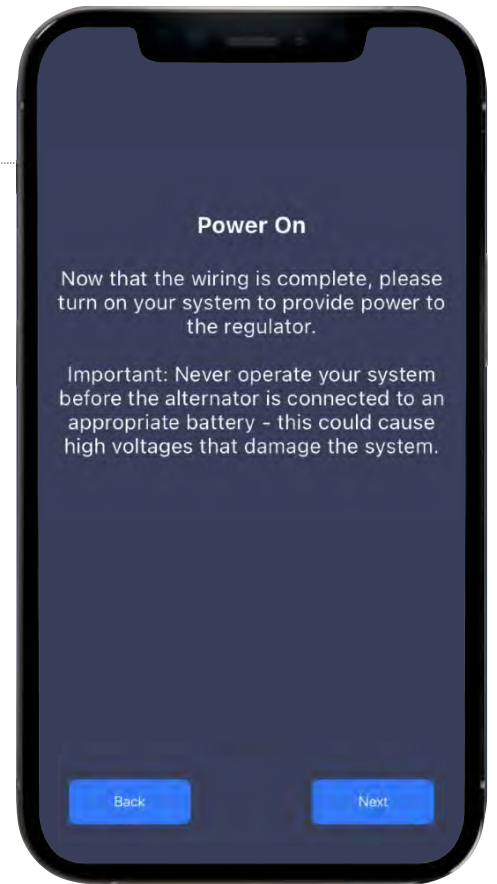 Power On
Now that the wiring is complete, please
turn on your system to provide power to
the regulator.
Important: Never operate your system
before the alternator is connected to an
appropriate battery - this could cause
high voltages that damage the system.
Back
Next